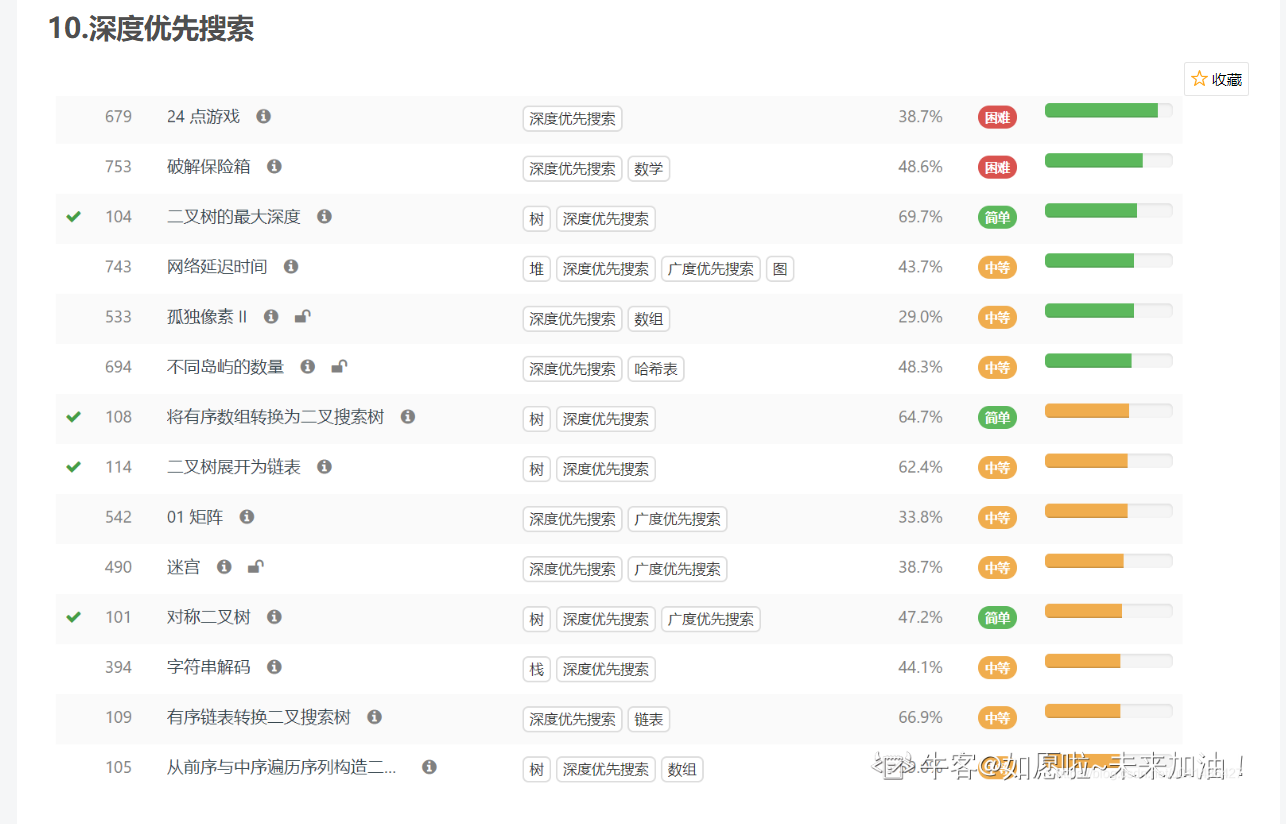 10.深度优先搜索
收藏
679 24 点游戏 深度优先搜索 38.7% 困难
753 破解保险箱 深度优先搜索 数学 48.6% 困难
104 二叉树的最大深度 树 深度优先搜索 69.7% 简单
743 网络延迟时间 堆 深度优先搜索 广度优先搜索 图 43.7% 中等
533 孤独像素 II 深度优先搜索 数组 29.0% 中等
694 不同岛屿的数量 深度优先搜索 哈希表 48.3% 中等
108 将有序数组转换为二叉搜索树 树 深度优先搜索 64.7% 简单
114 二叉树展开为链表 树 深度优先搜索 62.4% 中等
542 01 矩阵 深度优先搜索 广度优先搜索 33.8% 中等
490 迷宫 深度优先搜索 广度优先搜索 38.7% 中等
101 对称二叉树 树 深度优先搜索 广度优先搜索 47.2% 简单
394 字符串解码 栈 深度优先搜索 44.1% 中等
109 有序链表转换二叉搜索树 深度优先搜索 链表 66.9% 中等
105 从前序与中序遍历序列构造二... 树 深度优先搜索 数组
牛客@如愿啦~未来加油！